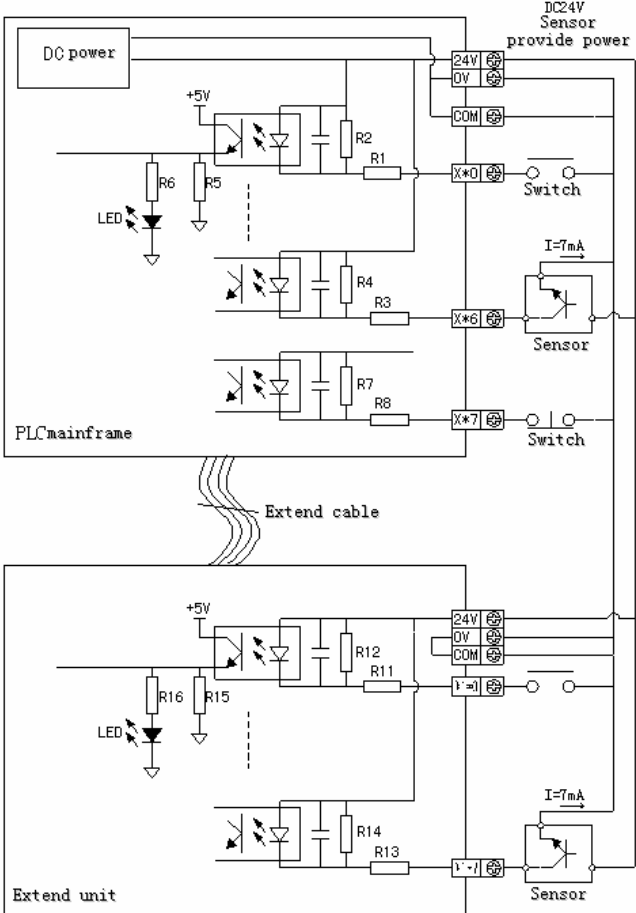 DC24V
Sensor
provide power
DC power
24V
0V
+5V
COM
R2
R1
X*0
R6
R5
Switch
LED
I=7mA
R4
R3
X*6
Sensor
R7
R8
X*7
PLCmainframe
Switch
Extend cable
+5V
24V
0V
R12
COM
R11
R16
R15
LED
I=7mA
R14
R13
Extend unit
Sensor